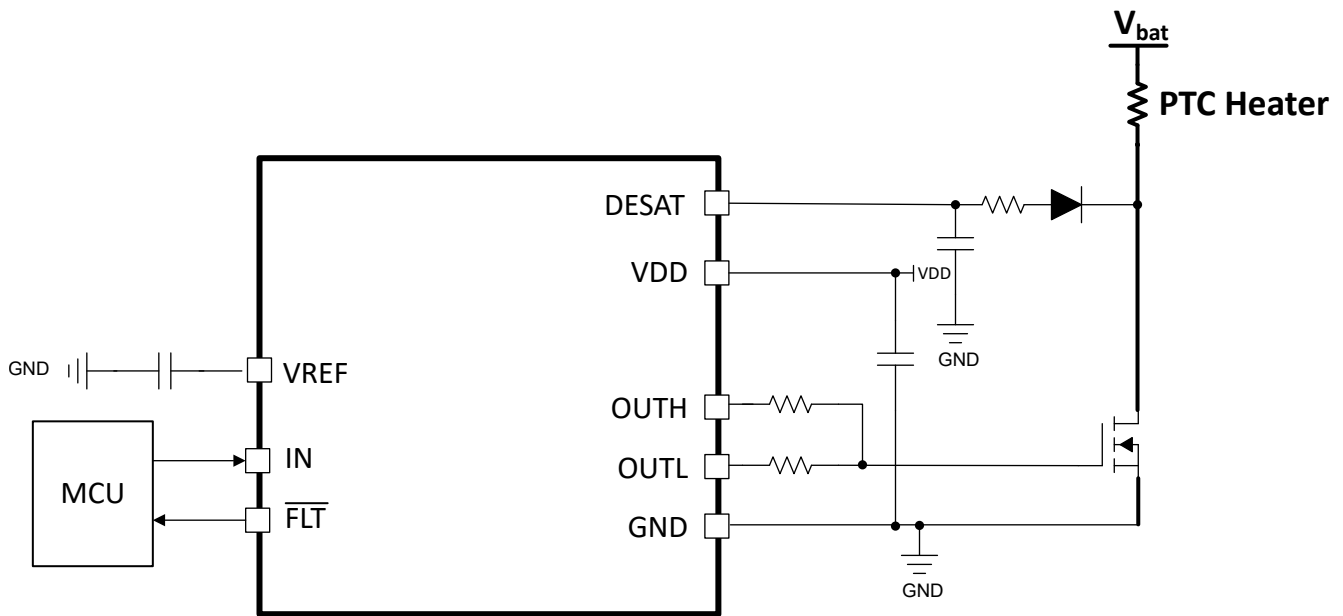 V_bat
PTC Heater
DESAT
VDD
VDD
GND
GND
VREF
OUTH
MCU
IN
OUTL
FLT
GND
GND